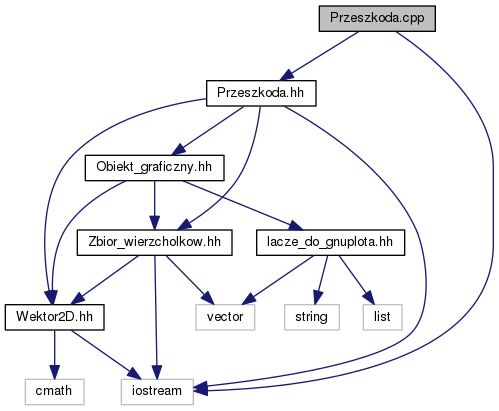 Przeszkoda.cpp
Przeszkoda.hh
Obiekt_graficzny.hh
Zbior_wierzcholkow.hh
lacze_do_gnuplota.hh
Wektor2D.hh
vector
string
list
cmath
iostream